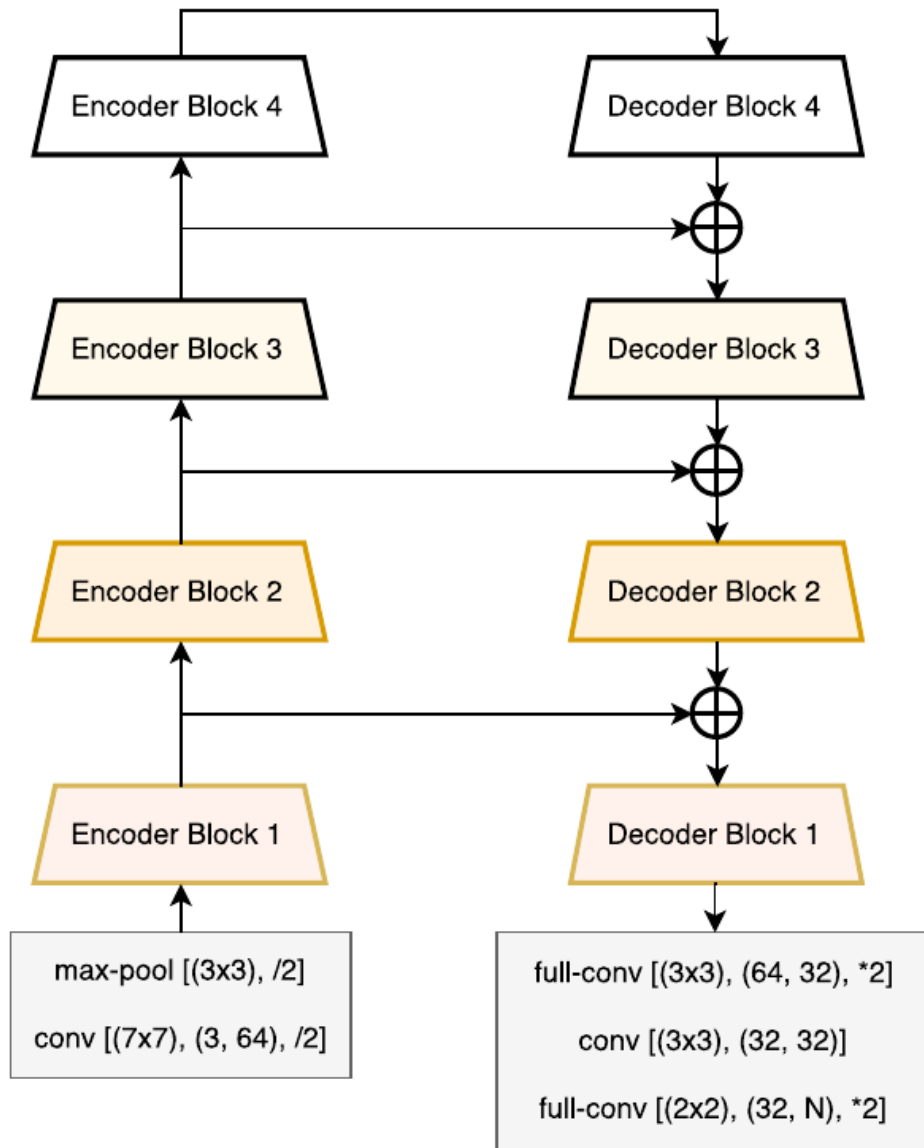 Encoder Block 4
Decoder Block 4
Encoder Block 3
Decoder Block 3
Encoder Block 2
Decoder Block 2
Encoder Block 1
Decoder Block 1
max-pool [(3x3), /2]
conv [(7x7), (3, 64), /2]
full-conv [(3x3), (64, 32), *2]
conv [(3x3), (32, 32)]
full-conv [(2x2), (32, N), *2]